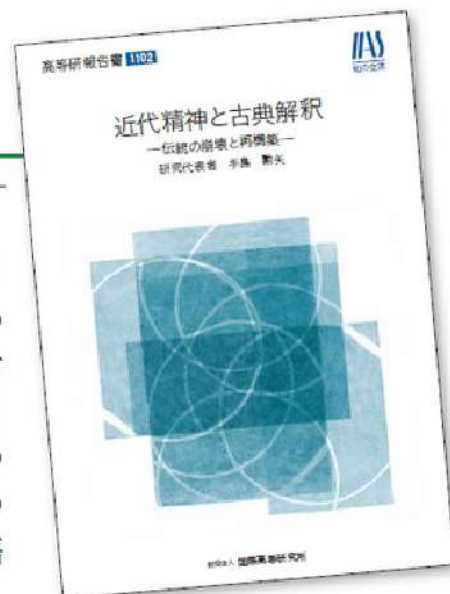 高等研報告書 1102
IIAS
近代精神と古典解釈
―伝統の崩壊と再構築―
研究代表者 手島 勲矢
国際高等研究所